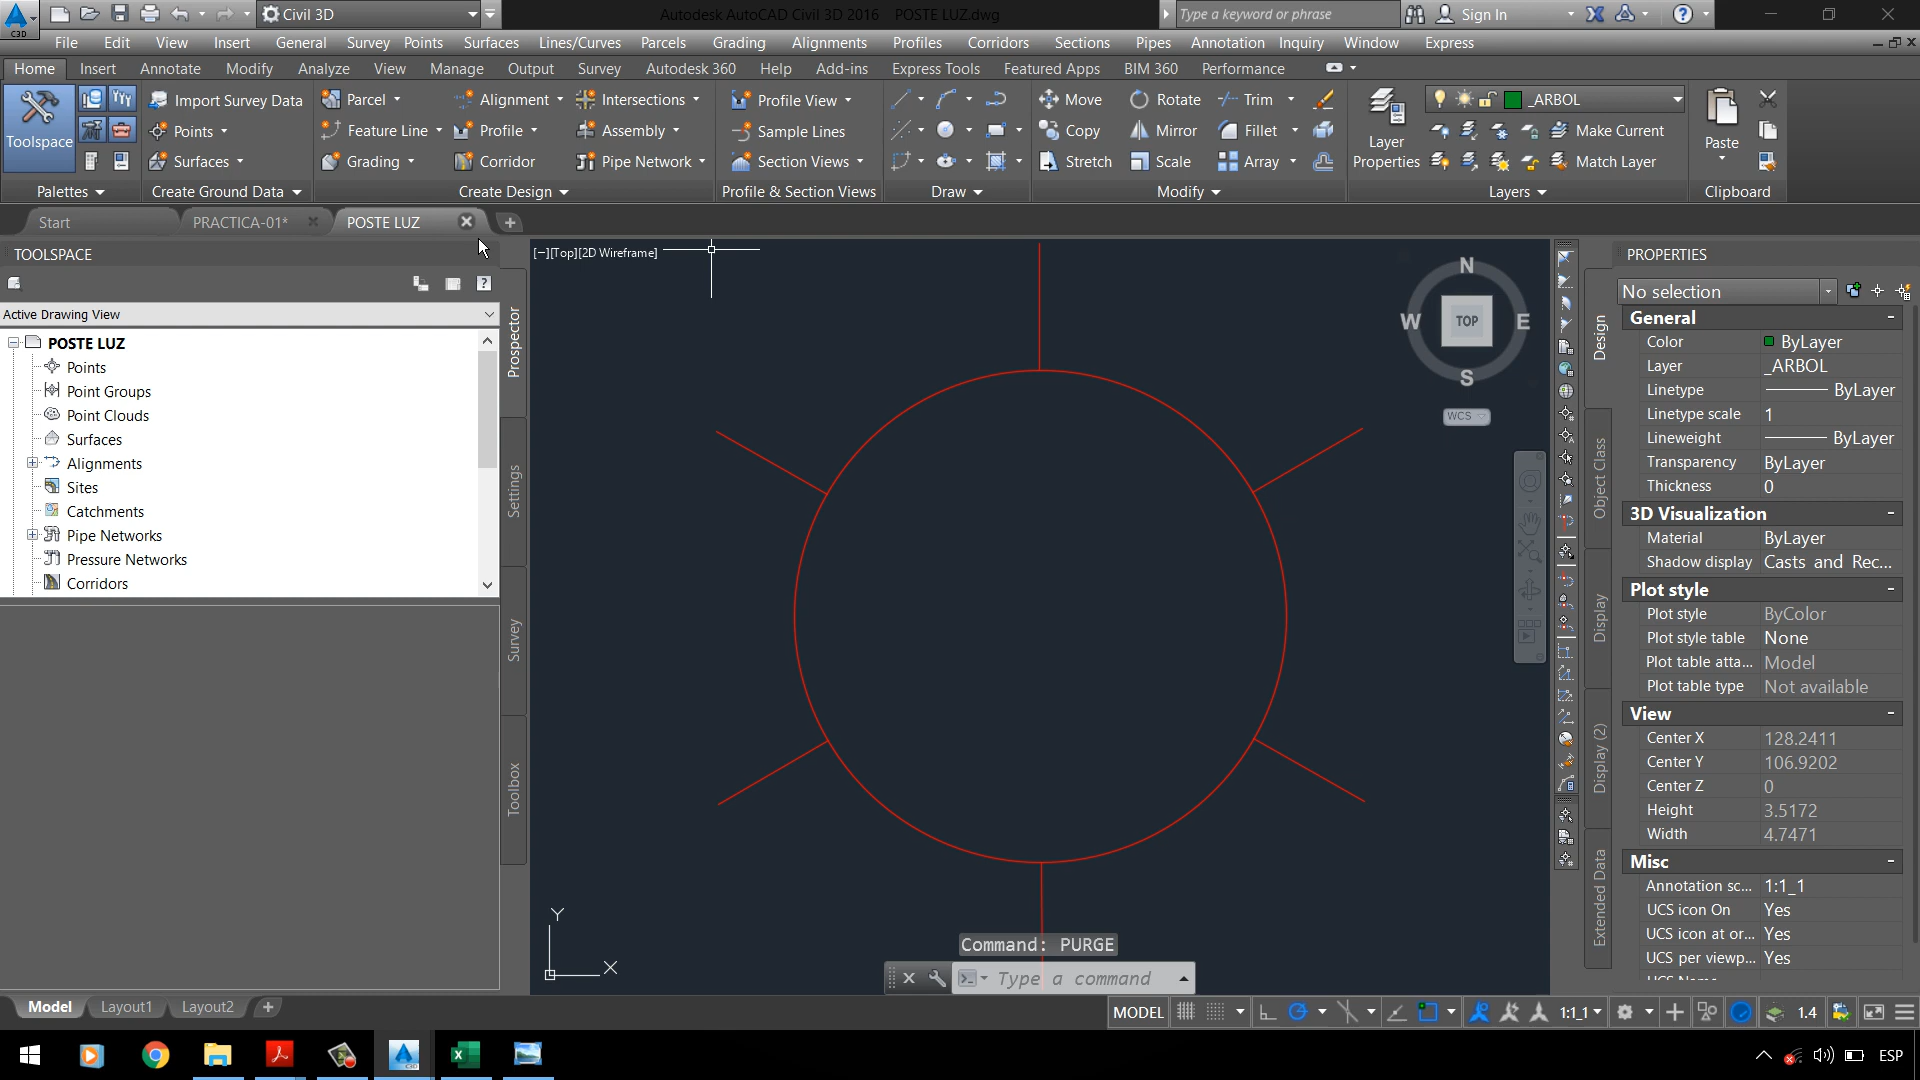 C3D
Civil 3D
Autodesk AutoCAD Civil 3D 2016 POSTE LUZ.dwg
Type a keyword or phrase
Sign In
File Edit View Insert General Survey Points Surfaces Lines/Curves Parcels Grading Alignments Profiles Corridors Sections Pipes Annotation Inquiry Window Express
Home Insert Annotate Modify Analyze View Manage Output Survey Autodesk 360 Help Add-ins Express Tools Featured Apps BIM 360 Performance
Import Survey Data Parcel Alignment Intersections Profile View Move Rotate Trim _ARBOL
Toolspace Points Feature Line Profile Assembly Sample Lines Copy Mirror Fillet Layer Properties Make Current Paste
Surfaces Grading Corridor Pipe Network Section Views Stretch Scale Array Match Layer
Palettes Create Ground Data Create Design Profile & Section Views Draw Modify Layers Clipboard
Start PRACTICA-01* POSTE LUZ
TOOLSPACE
Active Drawing View
POSTE LUZ
Points
Point Groups
Point Clouds
Surfaces
Alignments
Sites
Catchments
Pipe Networks
Pressure Networks
Corridors
Prospector
Settings
Survey
Toolbox
[−][Top][2D Wireframe]
N
W TOP E
S
WCS
Y
X
Command: PURGE
Type a command
PROPERTIES
No selection
Design
Object Class
Display
Display (2)
Extended Data
General -
Color ByLayer
Layer _ARBOL
Linetype ByLayer
Linetype scale 1
Lineweight ByLayer
Transparency ByLayer
Thickness 0
3D Visualization -
Material ByLayer
Shadow display Casts and Rec...
Plot style -
Plot style ByColor
Plot style table None
Plot table atta... Model
Plot table type Not available
View -
Center X 128.2411
Center Y 106.9202
Center Z 0
Height 3.5172
Width 4.7471
Misc -
Annotation sc... 1:1_1
UCS icon On Yes
UCS icon at or... Yes
UCS per viewp... Yes
Model Layout1 Layout2
MODEL 1:1_1 1.4
ESP